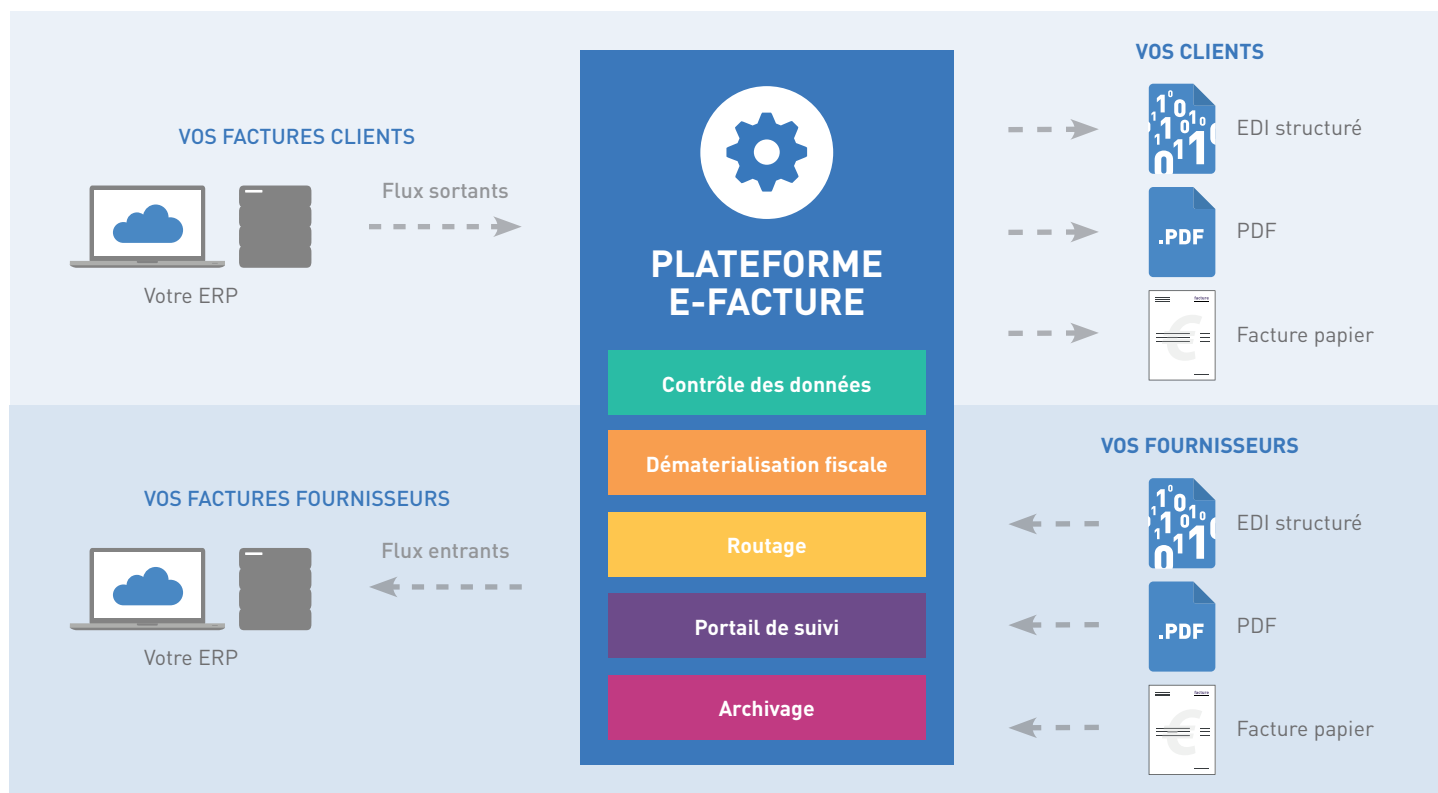 VOS FACTURES CLIENTS
Flux sortants
Votre ERP
PLATEFORME
E-FACTURE
Contrôle des données
Dématerialisation fiscale
Routage
Portail de suivi
Archivage
VOS CLIENTS
EDI structuré
.PDF
PDF
facture
€
Facture papier
VOS FACTURES FOURNISSEURS
Flux entrants
Votre ERP
VOS FOURNISSEURS
EDI structuré
.PDF
PDF
facture
€
Facture papier